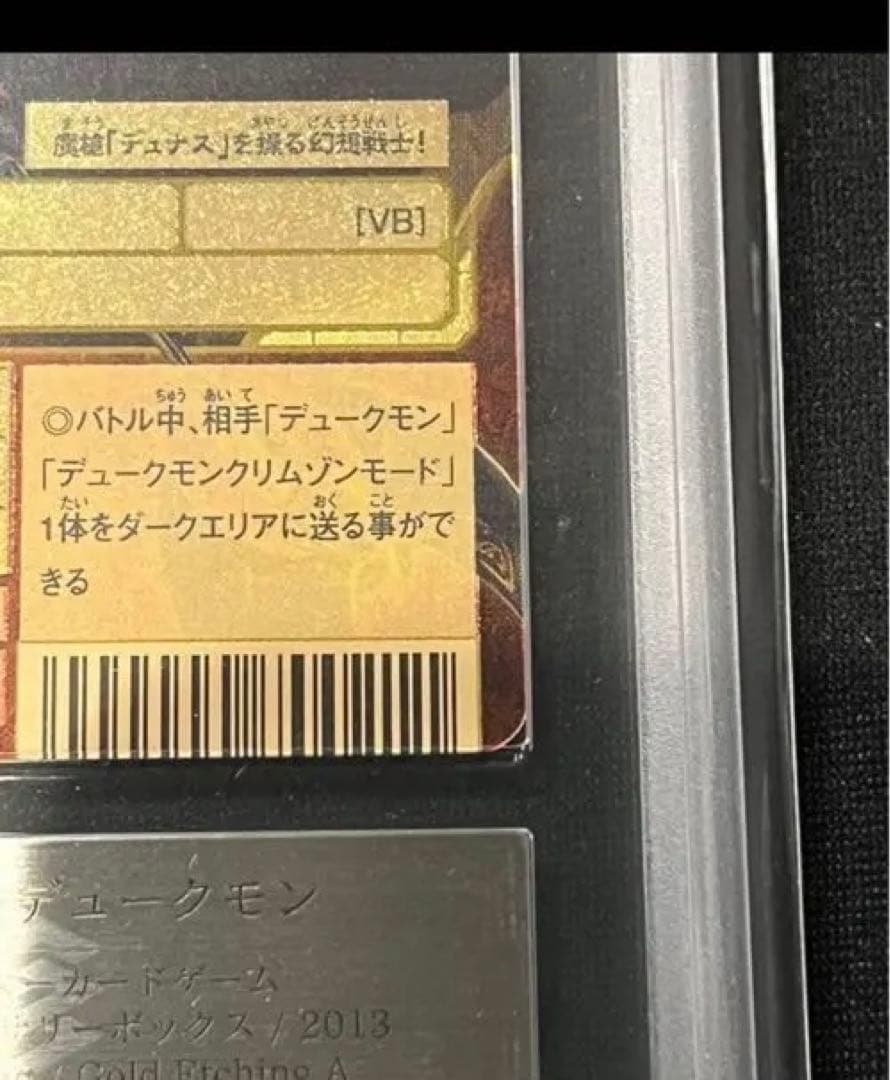 魔槍「デュナス」を操る幻想戦士!
[VB]
◎バトル中、相手「デュークモン」
「デュークモンクリムゾンモード」
1体をダークエリアに送る事がで
きる
デュークモン
ーカードゲーム
リーボックス / 2013
/ Gold Etching A